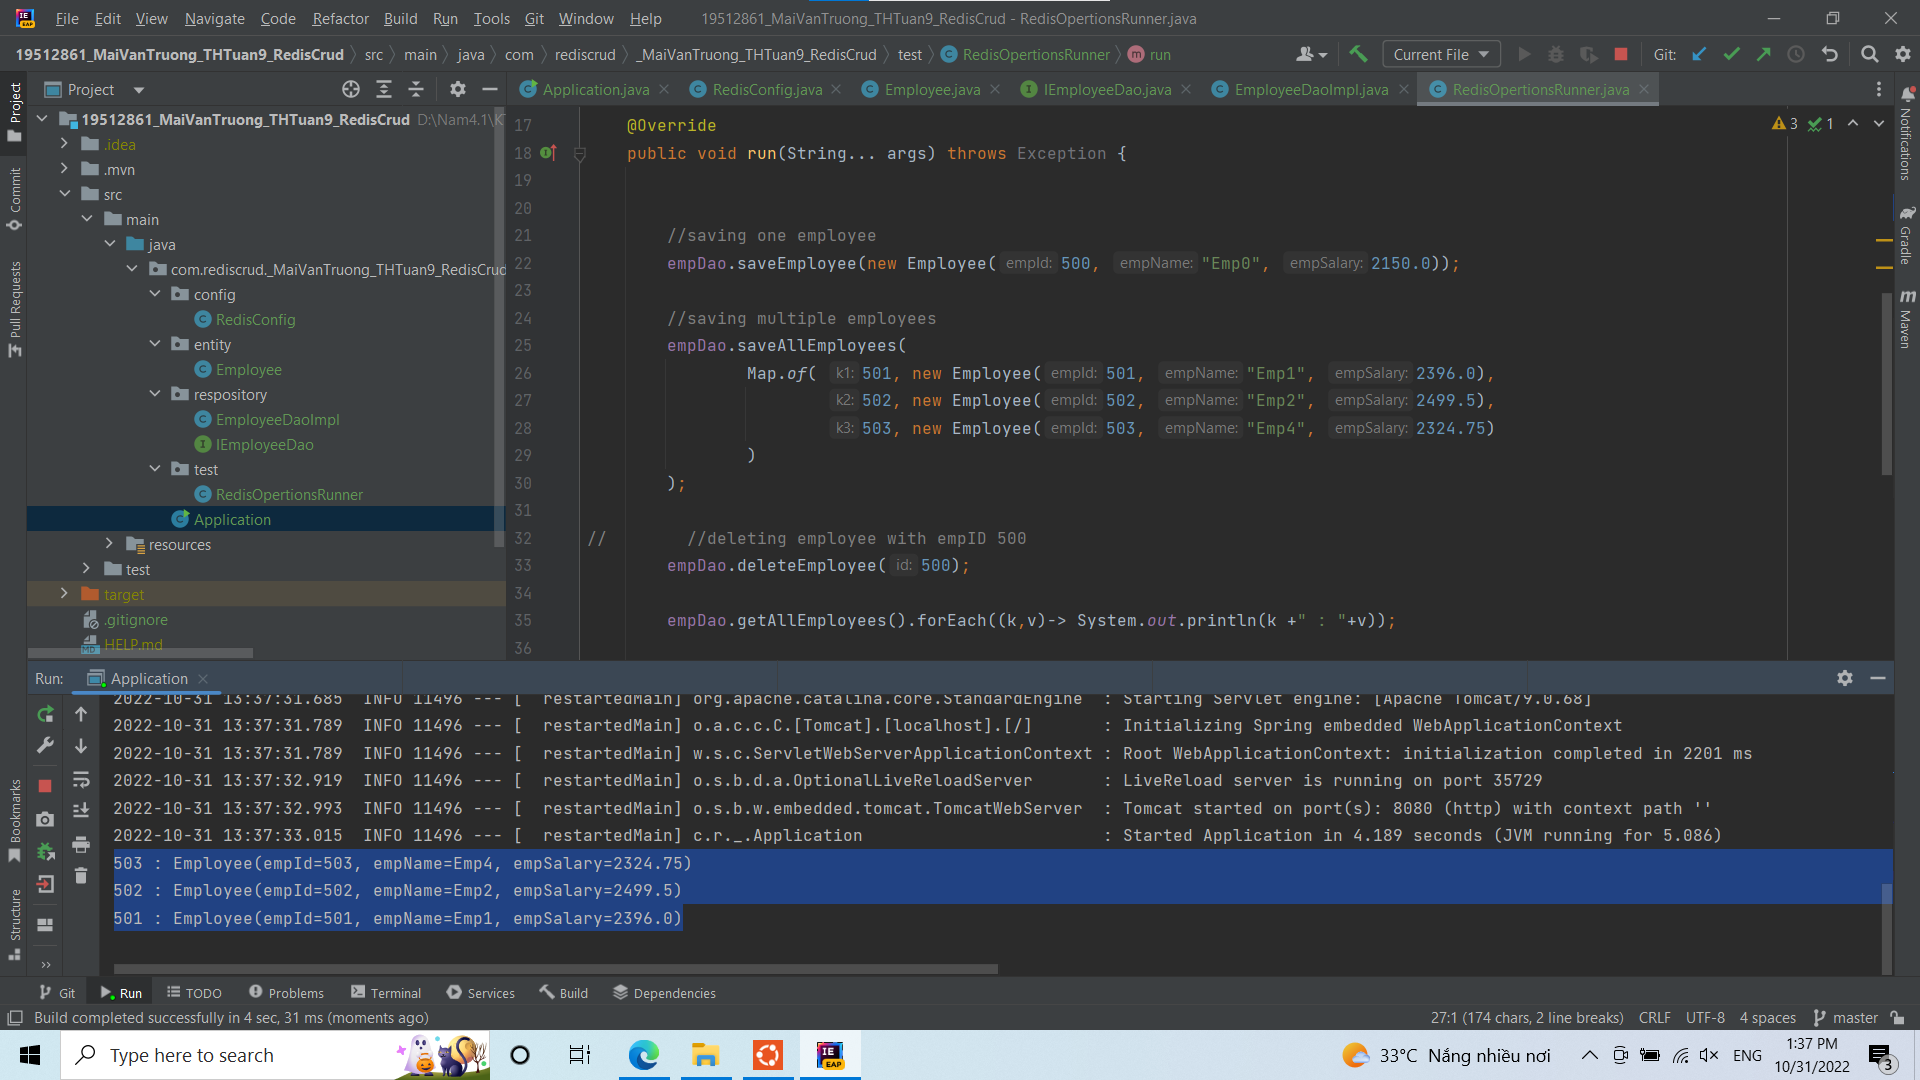 File Edit View Navigate Code Refactor Build Run Tools Git Window Help 19512861_MaiVanTruong_THTuan9_RedisCrud - RedisOpertionsRunner.java
19512861_MaiVanTruong_THTuan9_RedisCrud src main java com rediscrud _MaiVanTruong_THTuan9_RedisCrud test RedisOpertionsRunner run Current File Git:
Project
Application.java RedisConfig.java Employee.java IEmployeeDao.java EmployeeDaoImpl.java RedisOpertionsRunner.java
Project
Commit
Pull Requests
Bookmarks
Structure
19512861_MaiVanTruong_THTuan9_RedisCrud D:\Nam4.1\K
.idea
.mvn
src
main
java
com.rediscrud._MaiVanTruong_THTuan9_RedisCrud
config
RedisConfig
entity
Employee
respository
EmployeeDaoImpl
IEmployeeDao
test
RedisOpertionsRunner
Application
resources
test
target
.gitignore
HELP.md
17 @Override
18 public void run(String... args) throws Exception {
19
20
21 //saving one employee
22 empDao.saveEmployee(new Employee( empId: 500, empName: "Emp0", empSalary: 2150.0));
23
24 //saving multiple employees
25 empDao.saveAllEmployees(
26 Map.of( k1: 501, new Employee( empId: 501, empName: "Emp1", empSalary: 2396.0),
27 k2: 502, new Employee( empId: 502, empName: "Emp2", empSalary: 2499.5),
28 k3: 503, new Employee( empId: 503, empName: "Emp4", empSalary: 2324.75)
29 )
30 );
31
32 // //deleting employee with empID 500
33 empDao.deleteEmployee( id: 500);
34
35 empDao.getAllEmployees().forEach((k,v)-> System.out.println(k +" : "+v));
36
3 1
Notifications
Gradle
Maven
Run: Application
2022-10-31 13:37:31.685 INFO 11496 --- [ restartedMain] org.apache.catalina.core.StandardEngine : Starting Servlet engine: [Apache Tomcat/9.0.68]
2022-10-31 13:37:31.789 INFO 11496 --- [ restartedMain] o.a.c.c.C.[Tomcat].[localhost].[/] : Initializing Spring embedded WebApplicationContext
2022-10-31 13:37:31.789 INFO 11496 --- [ restartedMain] w.s.c.ServletWebServerApplicationContext : Root WebApplicationContext: initialization completed in 2201 ms
2022-10-31 13:37:32.919 INFO 11496 --- [ restartedMain] o.s.b.d.a.OptionalLiveReloadServer : LiveReload server is running on port 35729
2022-10-31 13:37:32.993 INFO 11496 --- [ restartedMain] o.s.b.w.embedded.tomcat.TomcatWebServer : Tomcat started on port(s): 8080 (http) with context path ''
2022-10-31 13:37:33.015 INFO 11496 --- [ restartedMain] c.r._.Application : Started Application in 4.189 seconds (JVM running for 5.086)
503 : Employee(empId=503, empName=Emp4, empSalary=2324.75)
502 : Employee(empId=502, empName=Emp2, empSalary=2499.5)
501 : Employee(empId=501, empName=Emp1, empSalary=2396.0)
Git Run TODO Problems Terminal Services Build Dependencies
Build completed successfully in 4 sec, 31 ms (moments ago) 27:1 (174 chars, 2 line breaks) CRLF UTF-8 4 spaces master
Type here to search 33°C Nắng nhiều nơi ENG 1:37 PM
10/31/2022 3